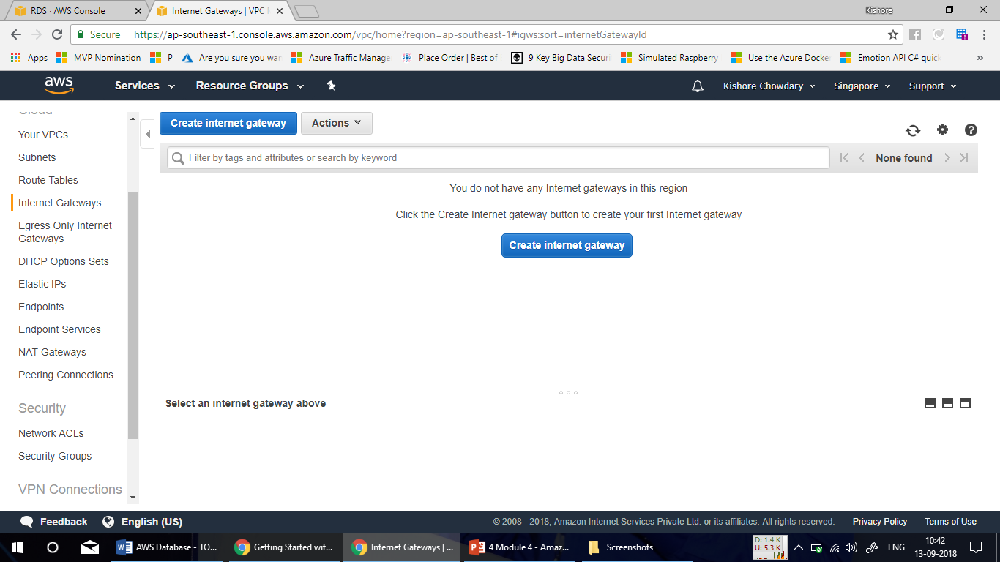 RDS · AWS Console
Internet Gateways | VPC
Kishore
Secure
https://ap-southeast-1.console.aws.amazon.com/vpc/home?region=ap-southeast-1#igws:sort=internetGatewayId
Apps
MVP Nomination
P
Are you sure you wan
Azure Traffic Manage
Place Order | Best of
9 Key Big Data Securi
Simulated Raspberry
Use the Azure Docke
Emotion API C# quick
»
aws
Services
Resource Groups
Kishore Chowdary
Singapore
Support
Cloud
Your VPCs
Subnets
Route Tables
Internet Gateways
Egress Only Internet
Gateways
DHCP Options Sets
Elastic IPs
Endpoints
Endpoint Services
NAT Gateways
Peering Connections
Security
Network ACLs
Security Groups
VPN Connections
Create internet gateway
Actions
Filter by tags and attributes or search by keyword
None found
You do not have any Internet gateways in this region
Click the Create Internet gateway button to create your first Internet gateway
Create internet gateway
Select an internet gateway above
Feedback
English (US)
© 2008 - 2018, Amazon Internet Services Private Ltd. or its affiliates. All rights reserved.
Privacy Policy
Terms of Use
AWS Database - TO...
Getting Started wit...
Internet Gateways | ...
4 Module 4 - Amaz...
Screenshots
D: 1.4 K
U: 5.3 K
ENG
10:42
13-09-2018